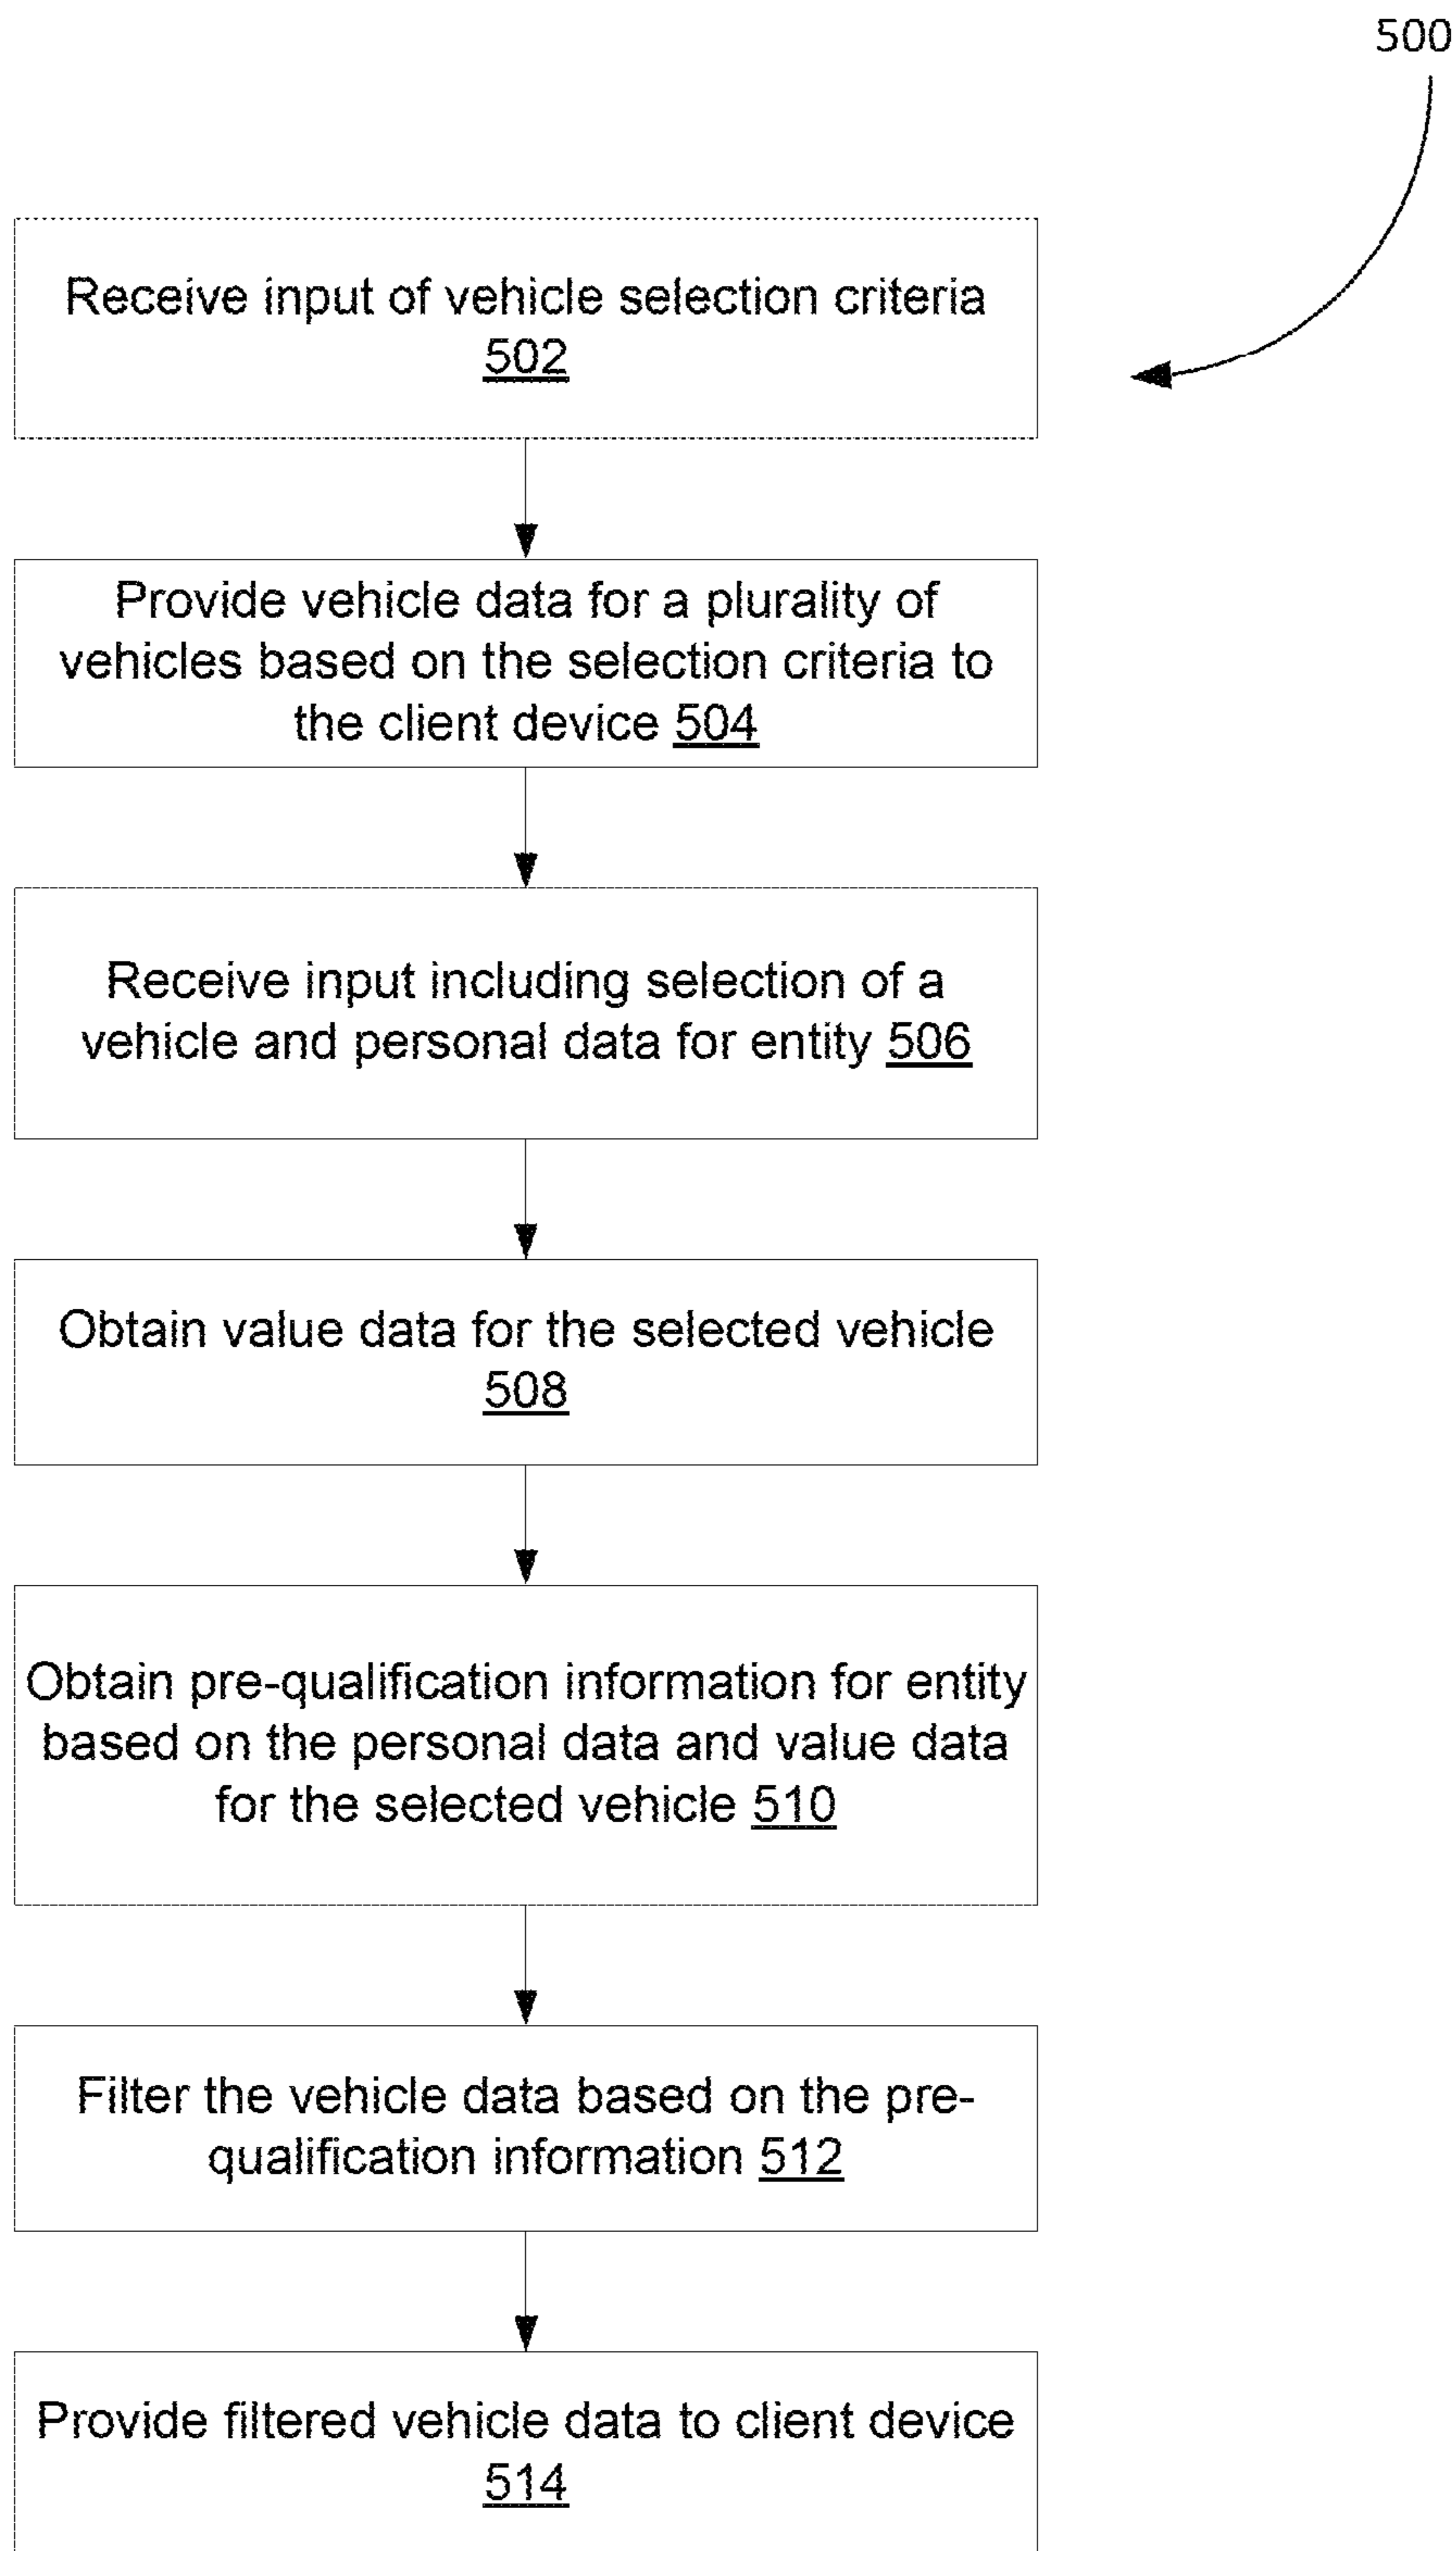 500
Receive input of vehicle selection criteria
502
Provide vehicle data for a plurality of
vehicles based on the selection criteria to
the client device 504
Receive input including selection of a
vehicle and personal data for entity 506
Obtain value data for the selected vehicle
508
Obtain pre-qualification information for entity
based on the personal data and value data
for the selected vehicle 510
Filter the vehicle data based on the pre-
qualification information 512
Provide filtered vehicle data to client device
514